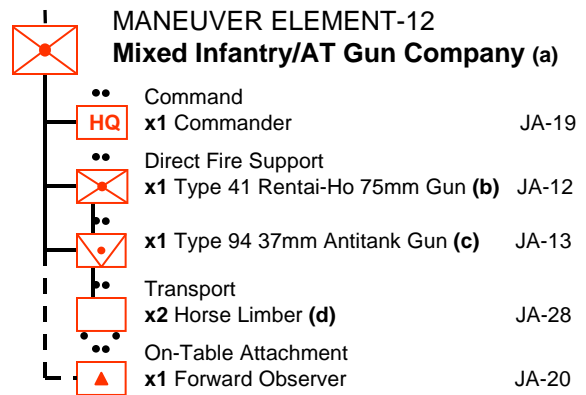 MANEUVER ELEMENT-12
Mixed Infantry/AT Gun Company (a)
Command
HQ x1 Commander JA-19
Direct Fire Support
x1 Type 41 Rentai-Ho 75mm Gun (b) JA-12
x1 Type 94 37mm Antitank Gun (c) JA-13
Transport
x2 Horse Limber (d) JA-28
On-Table Attachment
x1 Forward Observer JA-20